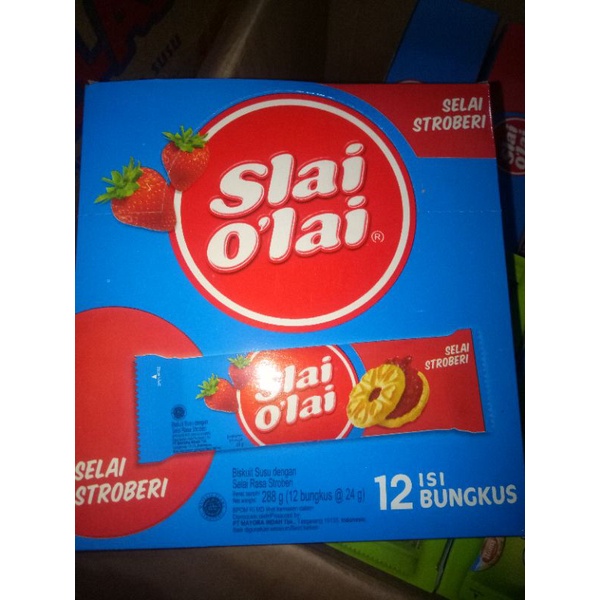 SELAI
STROBERI
Slai
O'lai®
SELAI
STROBERI
Slai
O'lai
SELAI
STROBERI
Biskuit Susu dengan
Selai Rasa Stroberi
288 g (12 bungkus @ 24 g)
12 ISI
BUNGKUS